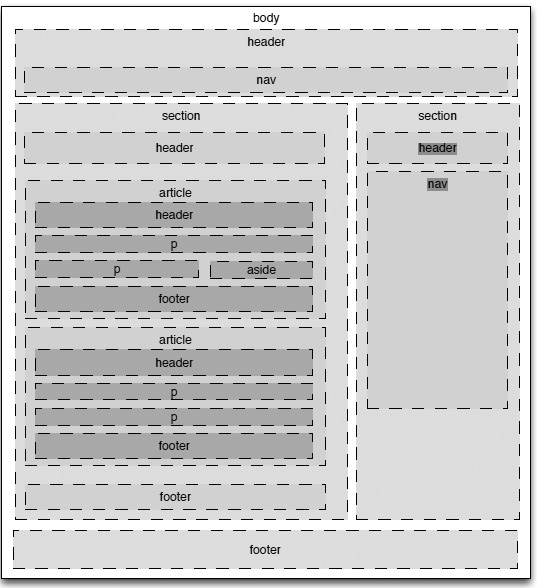 body
header
nav
section
header
article
header
p
p
aside
footer
article
header
p
p
footer
footer
section
header
nav
footer